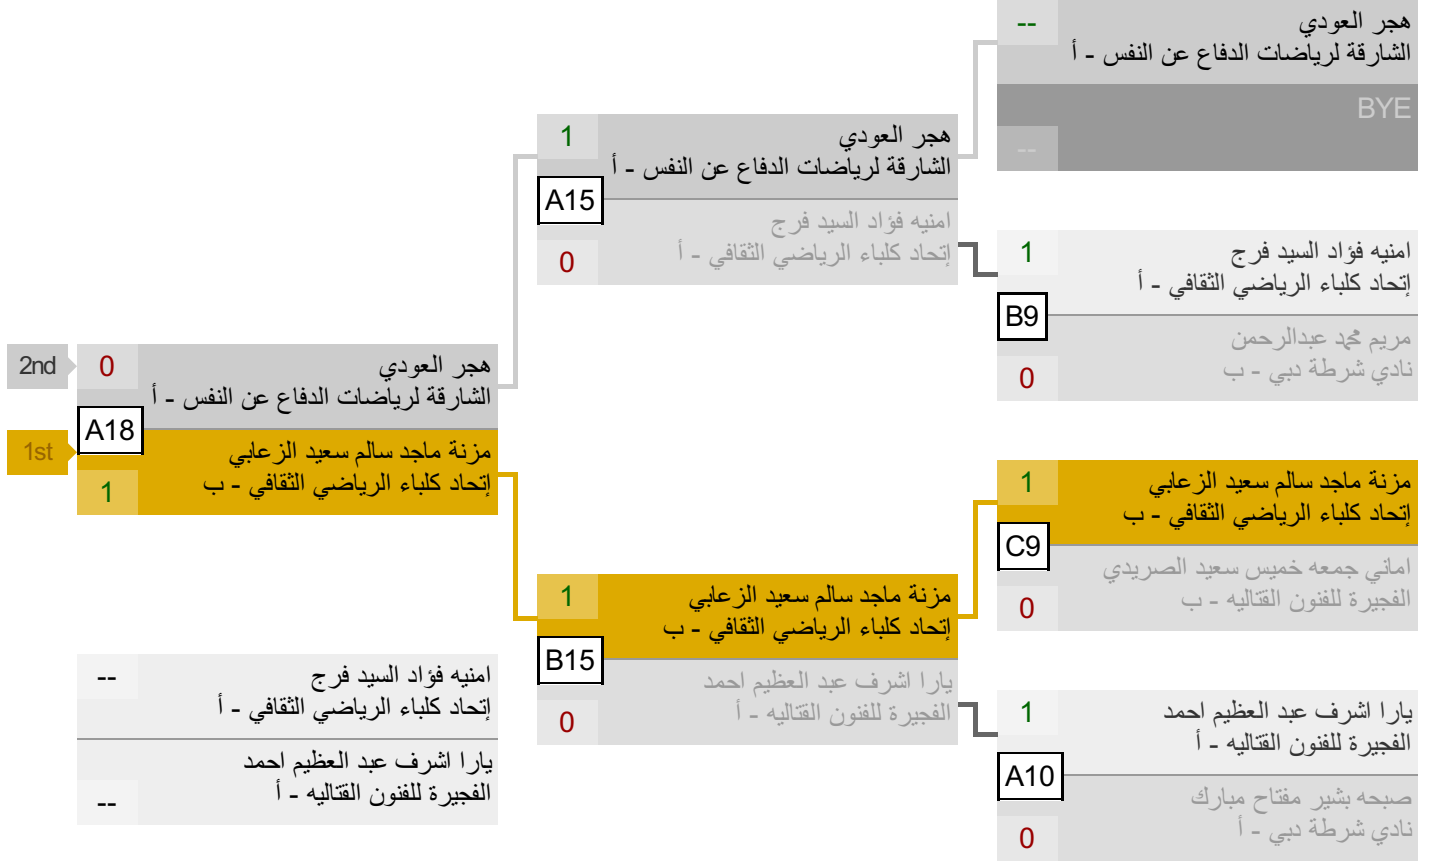 --
هجر العودي
الشارقة لرياضات الدفاع عن النفس - أ
BYE
--
1
هجر العودي
الشارقة لرياضات الدفاع عن النفس - أ
A15
امنيه فؤاد السيد فرج
إتحاد كلباء الرياضي الثقافي - أ
0
1
امنيه فؤاد السيد فرج
إتحاد كلباء الرياضي الثقافي - أ
B9
مريم محمد عبدالرحمن
نادي شرطة دبي - ب
0
2nd
0
هجر العودي
الشارقة لرياضات الدفاع عن النفس - أ
A18
1st
مزنة ماجد سالم سعيد الزعابي
إتحاد كلباء الرياضي الثقافي - ب
1
1
مزنة ماجد سالم سعيد الزعابي
إتحاد كلباء الرياضي الثقافي - ب
C9
اماني جمعه خميس سعيد الصريدي
الفجيرة للفنون القتاليه - ب
0
1
مزنة ماجد سالم سعيد الزعابي
إتحاد كلباء الرياضي الثقافي - ب
B15
يارا اشرف عبد العظيم احمد
الفجيرة للفنون القتاليه - أ
0
1
يارا اشرف عبد العظيم احمد
الفجيرة للفنون القتاليه - أ
A10
صبحه بشير مفتاح مبارك
نادي شرطة دبي - أ
0
--
امنيه فؤاد السيد فرج
إتحاد كلباء الرياضي الثقافي - أ
يارا اشرف عبد العظيم احمد
الفجيرة للفنون القتاليه - أ
--